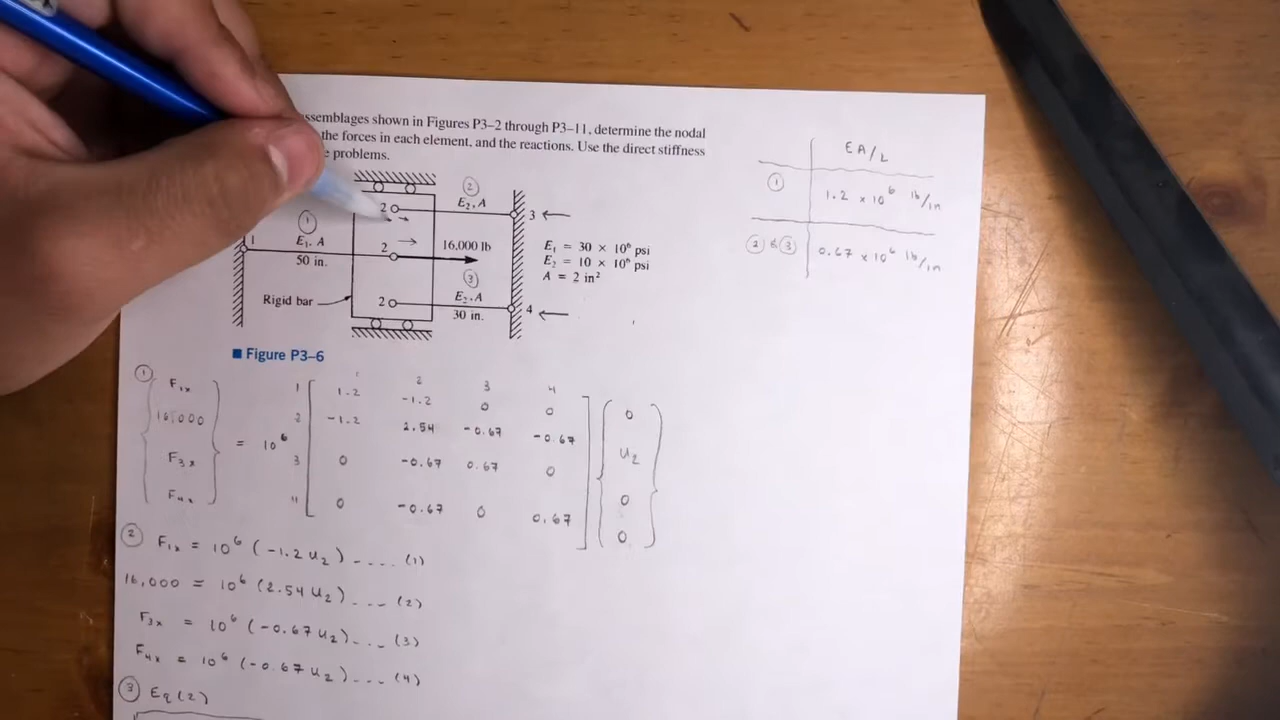 ssemblages shown in Figures P3–2 through P3–11, determine the nodal
the forces in each element, and the reactions. Use the direct stiffness
e problems.
2
② E₂, A
3
①
1
E₁, A
50 in.
2
16,000 lb
③
E₂, A
30 in.
Rigid bar
2
4
E₁ = 30 × 10⁶ psi
E₂ = 10 × 10⁶ psi
A = 2 in²
■ Figure P3–6
EA/L
① 1.2 × 10⁶ lb/in
② & ③ 0.67 × 10⁶ lb/in
①
F1x
16,000
F3x
F4x
= 10⁶
1 2 3 4
1 1.2 -1.2 0 0
2 -1.2 2.54 -0.67 -0.67
3 0 -0.67 0.67 0
4 0 -0.67 0 0.67
0
u₂
0
0
② F1x = 10⁶ (-1.2 u₂) .... (1)
16,000 = 10⁶ (2.54 u₂) ... (2)
F3x = 10⁶ (-0.67 u₂) ... (3)
F4x = 10⁶ (-0.67 u₂) ... (4)
③ Eq (2)